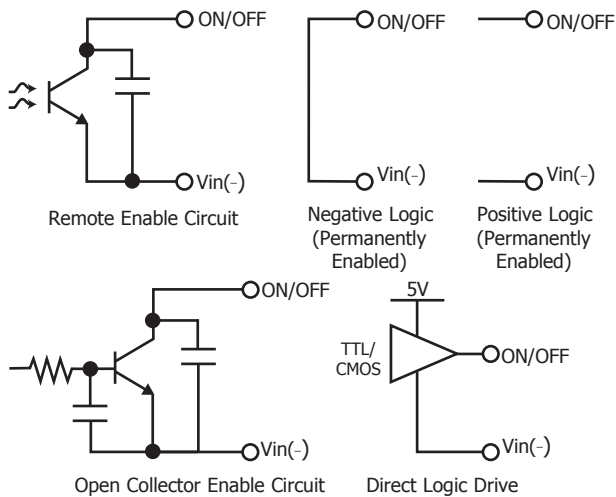 ON/OFF
Vin(-)
Remote Enable Circuit
ON/OFF
Vin(-)
Negative Logic
(Permanently
Enabled)
ON/OFF
Vin(-)
Positive Logic
(Permanently
Enabled)
ON/OFF
Vin(-)
Open Collector Enable Circuit
5V
TTL/
CMOS
ON/OFF
Vin(-)
Direct Logic Drive